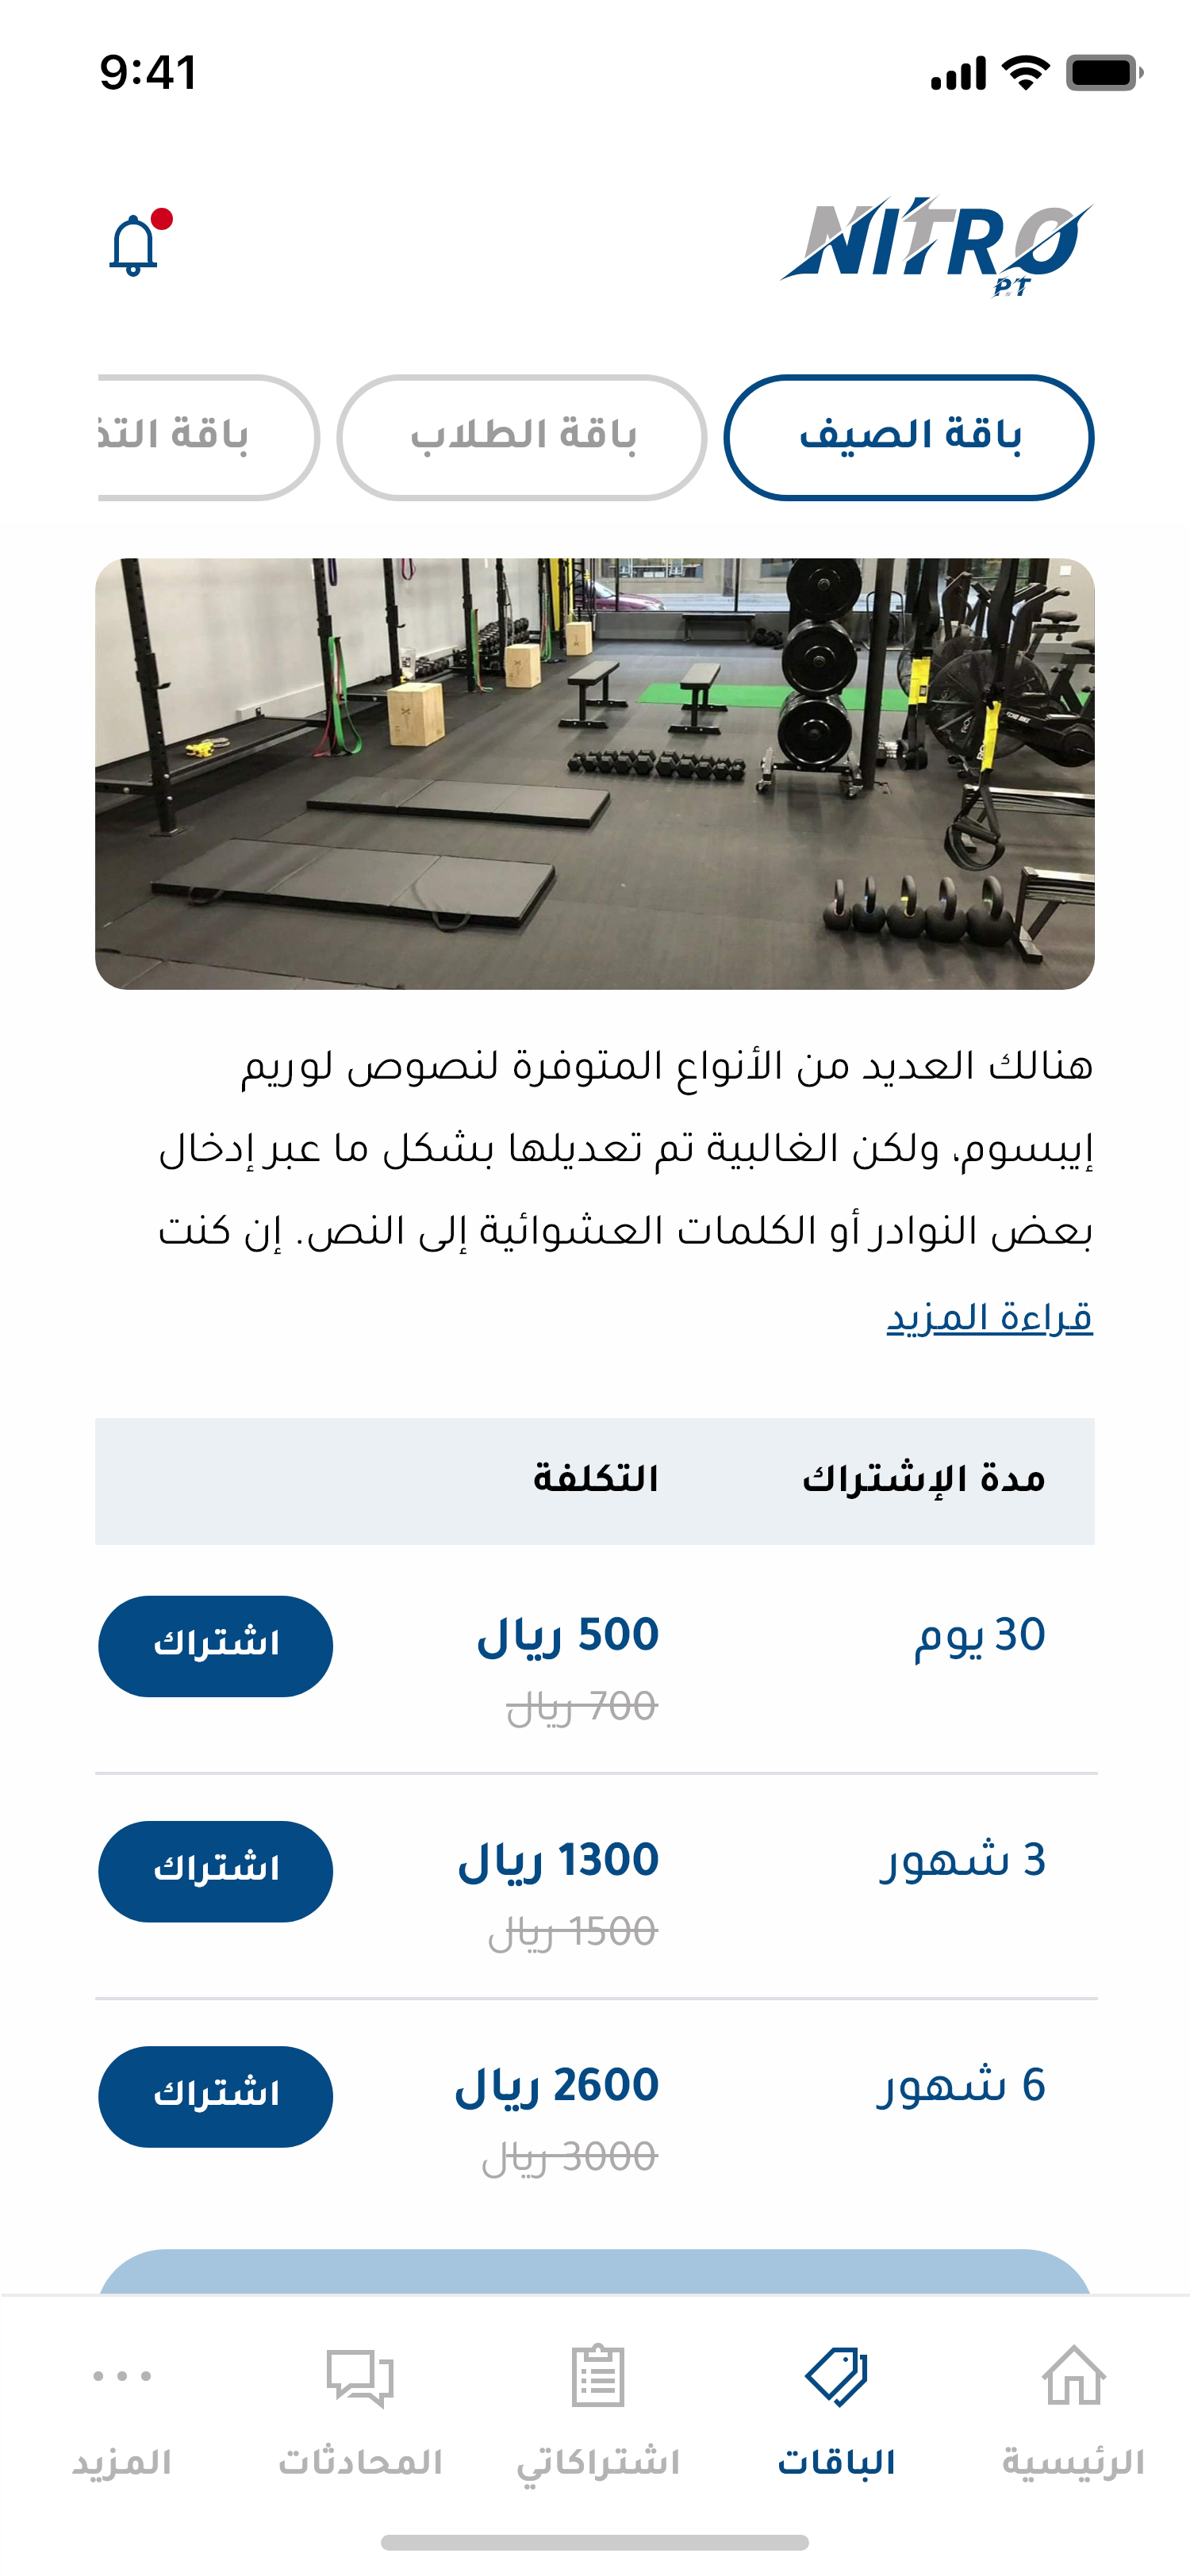 9:41
NITRO
PT
باقة الصيف
باقة الطلاب
باقة
هنالك العديد من الأنواع المتوفرة لنصوص لوريم
إيبسوم، ولكن الغالبية تم تعديلها بشكل ما عبر إدخال
بعض النوادر أو الكلمات العشوائية إلى النص. إن كنت
قراءة المزيد
مدة الإشتراك التكلفة
30 يوم 500 ريال اشتراك
700 ريال
3 شهور 1300 ريال اشتراك
1500 ريال
6 شهور 2600 ريال اشتراك
3000 ريال
الرئيسية الباقات اشتراكاتي المحادثات المزيد